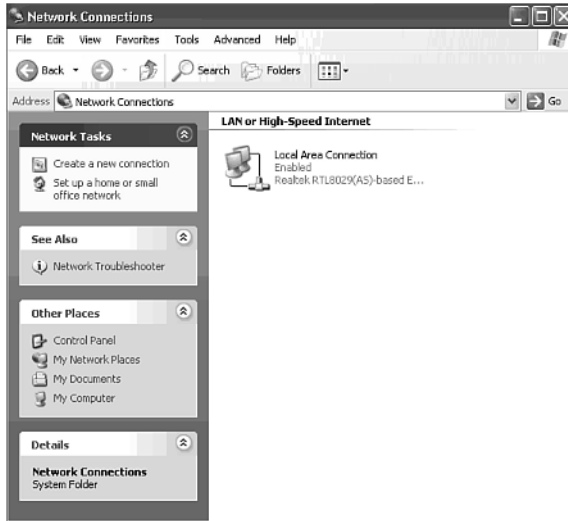 Network Connections
File Edit View Favorites Tools Advanced Help
Back Search Folders
Address Network Connections Go
Network Tasks
Create a new connection
Set up a home or small
office network
See Also
Network Troubleshooter
Other Places
Control Panel
My Network Places
My Documents
My Computer
Details
Network Connections
System Folder
LAN or High-Speed Internet
Local Area Connection
Enabled
Realtek RTL8029(AS)-based E...